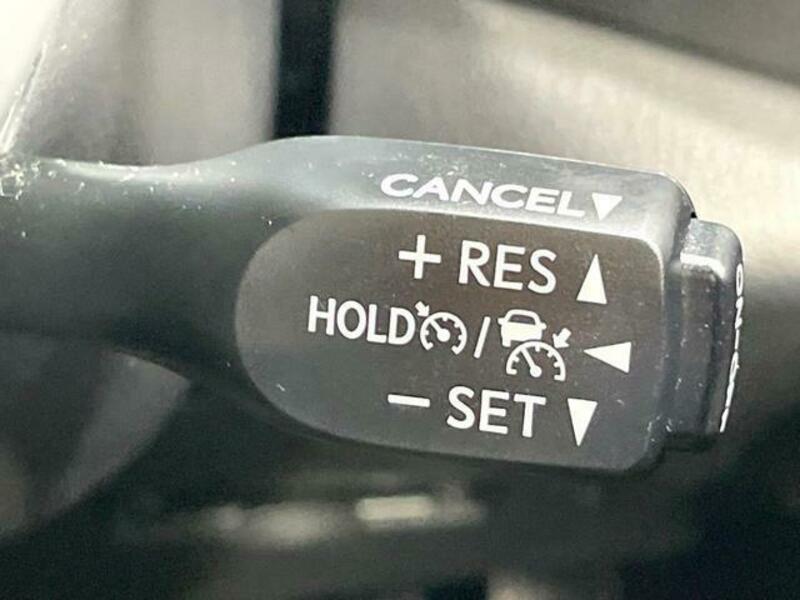 CANCEL▼
+ RES ▲
HOLD / ◀
− SET ▼